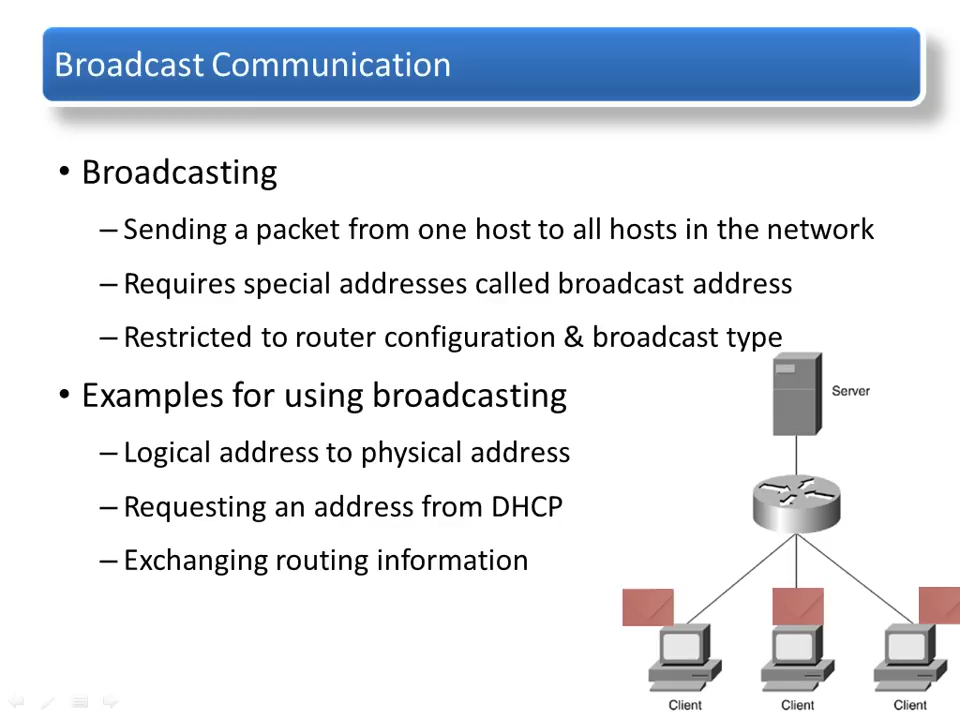 Broadcast Communication
• Broadcasting
– Sending a packet from one host to all hosts in the network
– Requires special addresses called broadcast address
– Restricted to router configuration & broadcast type
• Examples for using broadcasting
– Logical address to physical address
– Requesting an address from DHCP
– Exchanging routing information
Server
Client
Client
Client